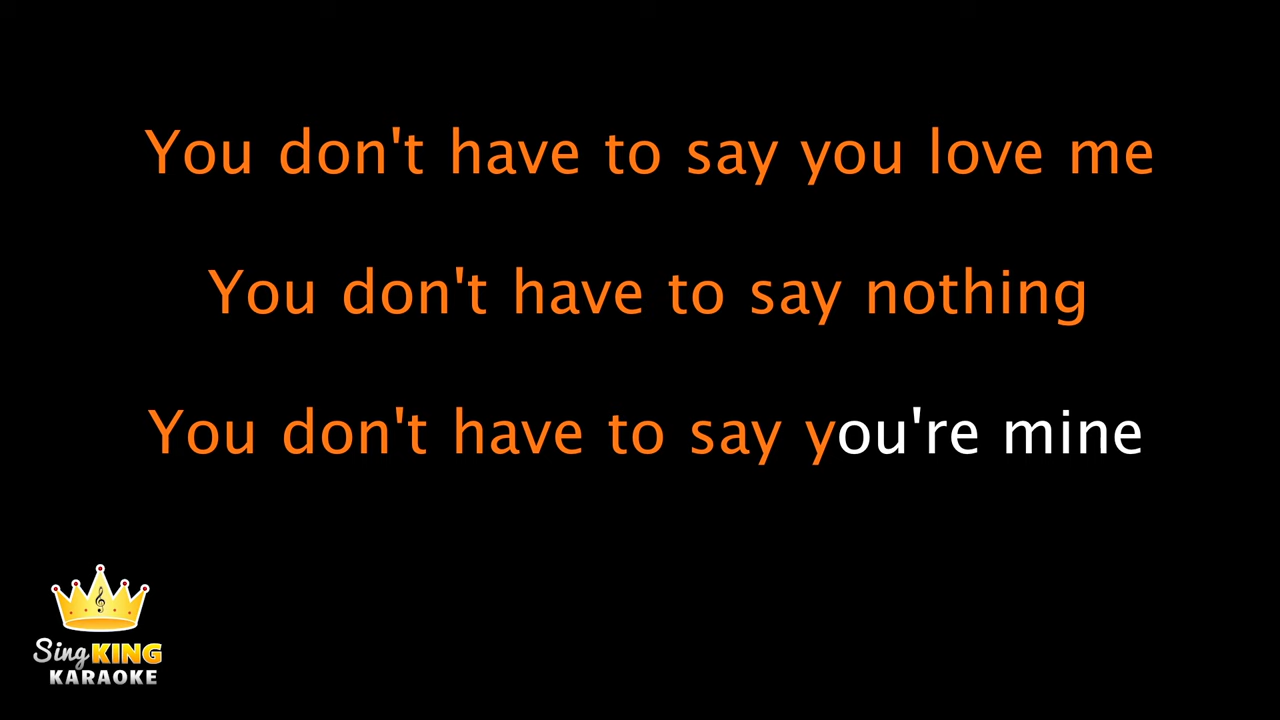 You don't have to say you love me
You don't have to say nothing
You don't have to say you're mine
Sing KING
KARAOKE